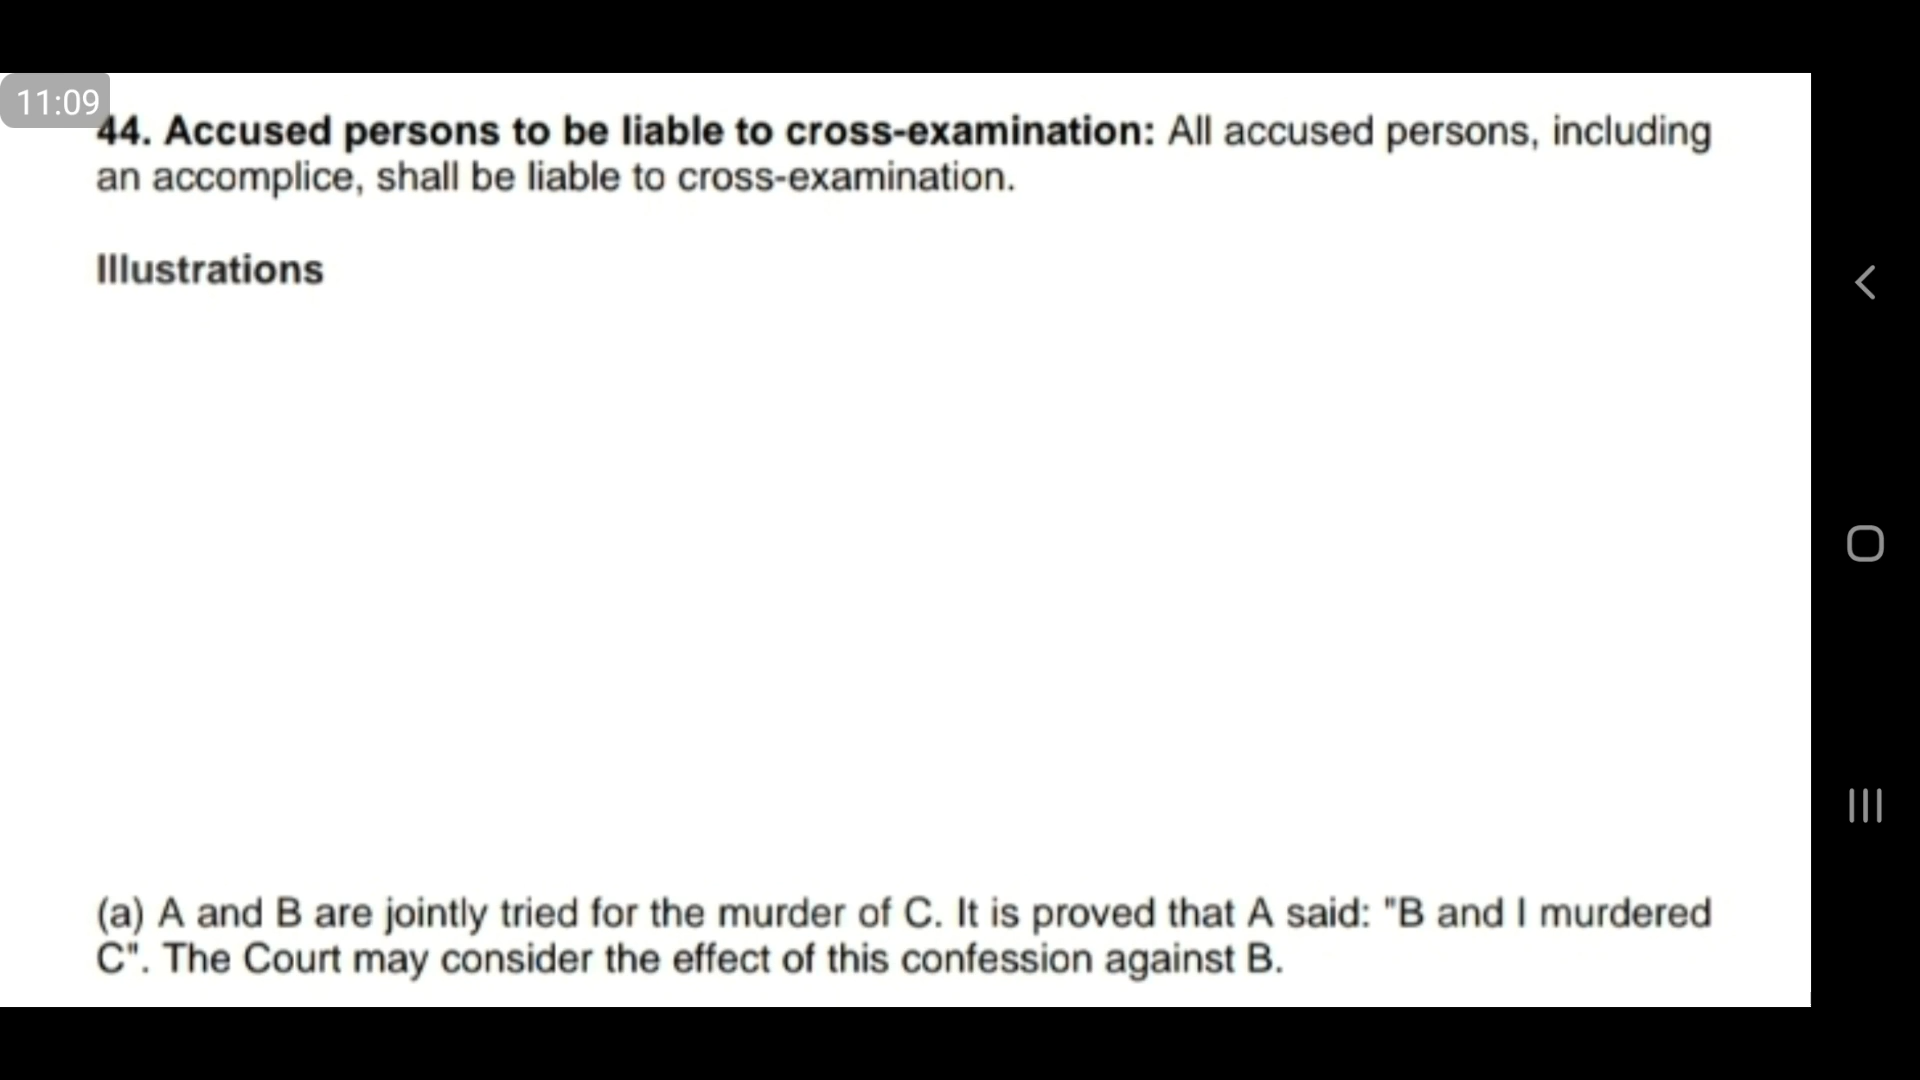 11:09
44. Accused persons to be liable to cross-examination: All accused persons, including
an accomplice, shall be liable to cross-examination.
Illustrations
(a) A and B are jointly tried for the murder of C. It is proved that A said: "B and I murdered
C". The Court may consider the effect of this confession against B.